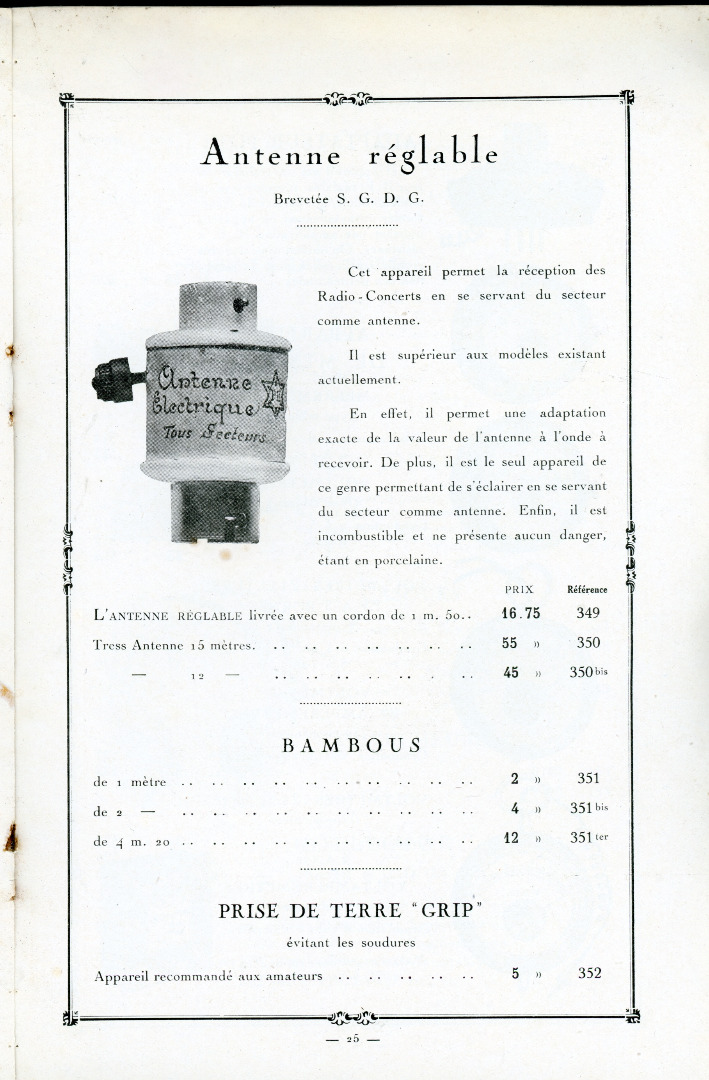 Antenne réglable
Brevetée S. G. D. G.
Antenne
Electrique
Tous Secteurs
Cet appareil permet la réception des
Radio-Concerts en se servant du secteur
comme antenne.
Il est supérieur aux modèles existant
actuellement.
En effet, il permet une adaptation
exacte de la valeur de l'antenne à l'onde à
recevoir. De plus, il est le seul appareil de
ce genre permettant de s'éclairer en se servant
du secteur comme antenne. Enfin, il est
incombustible et ne présente aucun danger,
étant en porcelaine.
PRIX Référence
L'ANTENNE RÉGLABLE livrée avec un cordon de 1 m. 50.. 16.75 349
Tress Antenne 15 mètres. .. .. .. .. .. .. .. 55 » 350
— 12 — .. .. .. .. .. . .. 45 » 350 bis
BAMBOUS
de 1 mètre .. .. .. .. .. .. .. .. .. .. 2 » 351
de 2 — .. .. .. .. .. .. .. .. .. .. 4 » 351 bis
de 4 m. 20 .. .. .. .. .. .. .. .. .. .. 12 » 351 ter
PRISE DE TERRE "GRIP"
évitant les soudures
Appareil recommandé aux amateurs .. .. .. .. .. 5 » 352
— 25 —